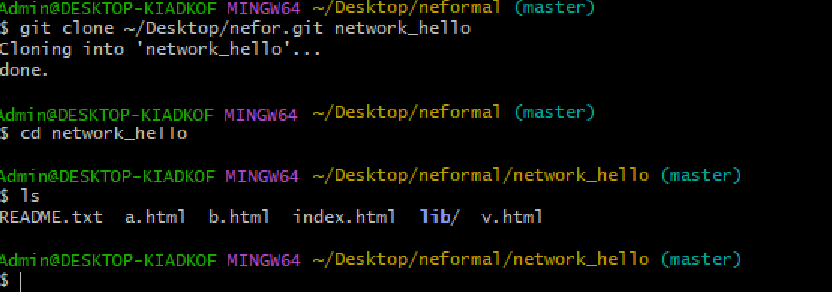 Admin@DESKTOP-KIADKOF MINGW64 ~/Desktop/neformal (master)
$ git clone ~/Desktop/nefor.git network_hello
Cloning into 'network_hello'...
done.
Admin@DESKTOP-KIADKOF MINGW64 ~/Desktop/neformal (master)
$ cd network_hello
Admin@DESKTOP-KIADKOF MINGW64 ~/Desktop/neformal/network_hello (master)
$ ls
README.txt  a.html  b.html  index.html  lib/  v.html
Admin@DESKTOP-KIADKOF MINGW64 ~/Desktop/neformal/network_hello (master)
$